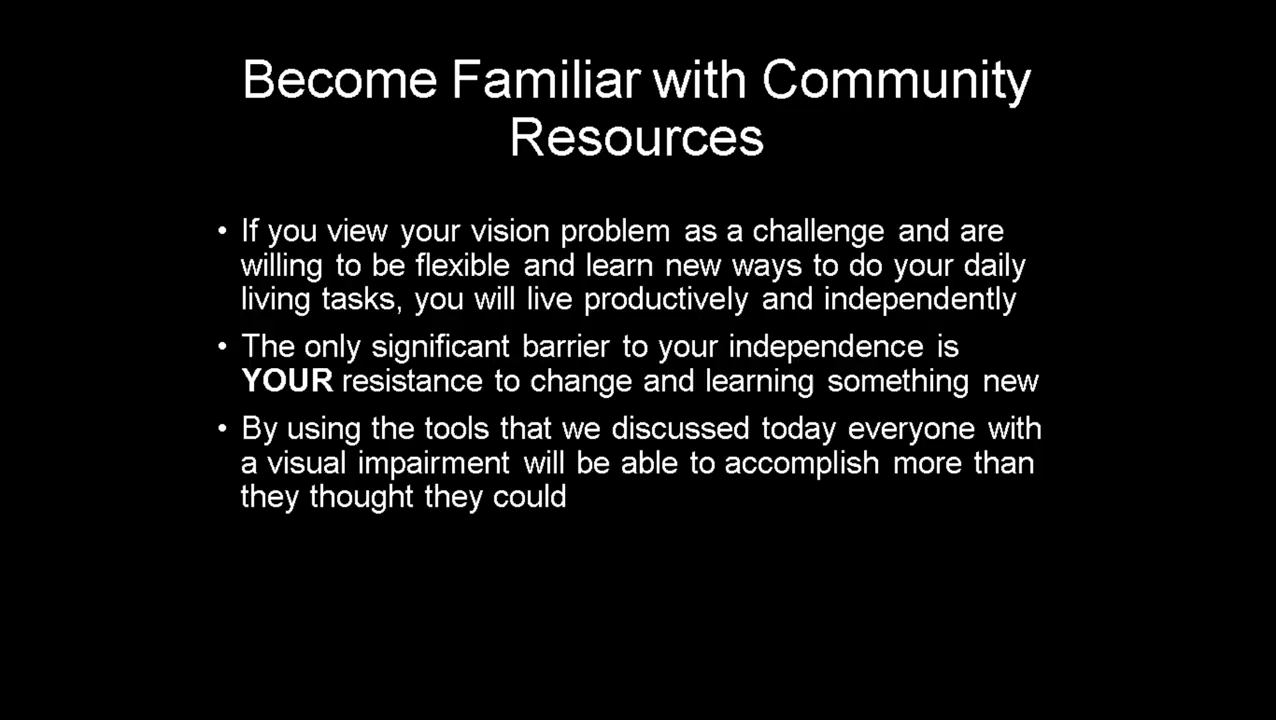 Become Familiar with Community
Resources
• If you view your vision problem as a challenge and are
willing to be flexible and learn new ways to do your daily
living tasks, you will live productively and independently
• The only significant barrier to your independence is
YOUR resistance to change and learning something new
• By using the tools that we discussed today everyone with
a visual impairment will be able to accomplish more than
they thought they could